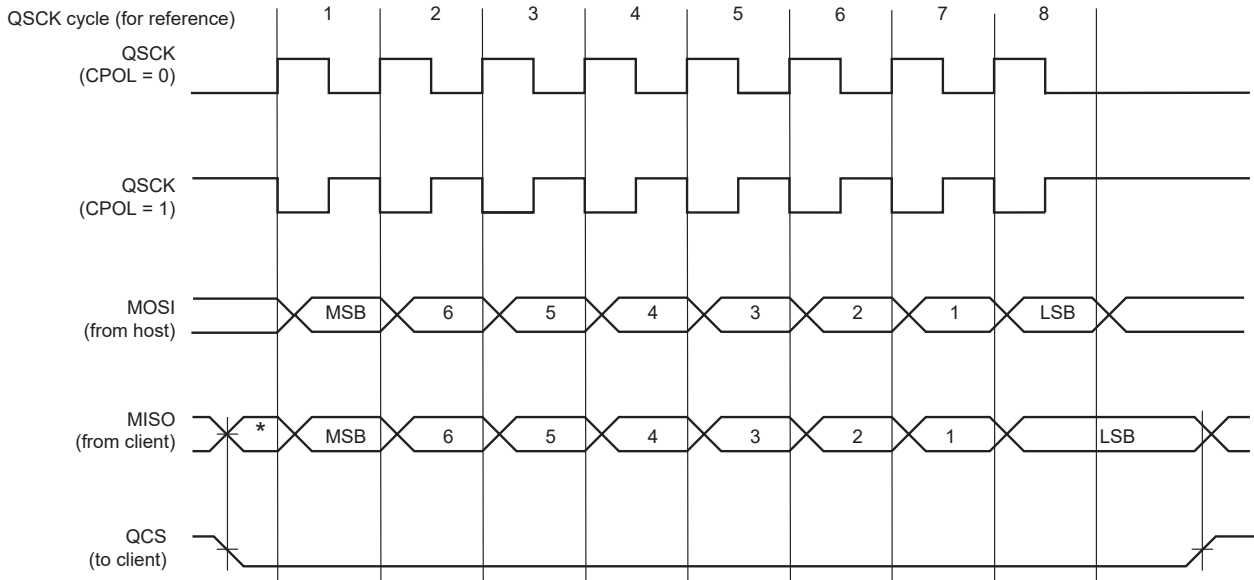 QSCK cycle (for reference) 1 2 3 4 5 6 7 8
QSCK
(CPOL = 0)
QSCK
(CPOL = 1)
MOSI
(from host)
MSB 6 5 4 3 2 1 LSB
MISO
(from client)
* MSB 6 5 4 3 2 1 LSB
QCS
(to client)